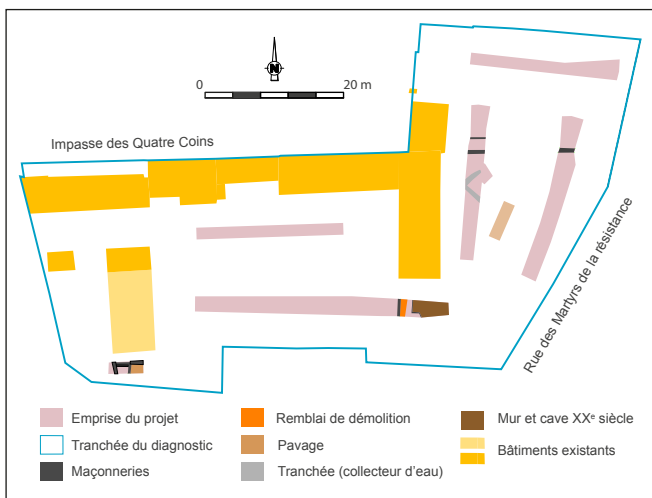 N
0 20 m
Impasse des Quatre Coins
Rue des Martyrs de la résistance
Emprise du projet
Tranchée du diagnostic
Maçonneries
Remblai de démolition
Pavage
Tranchée (collecteur d'eau)
Mur et cave XXe siècle
Bâtiments existants